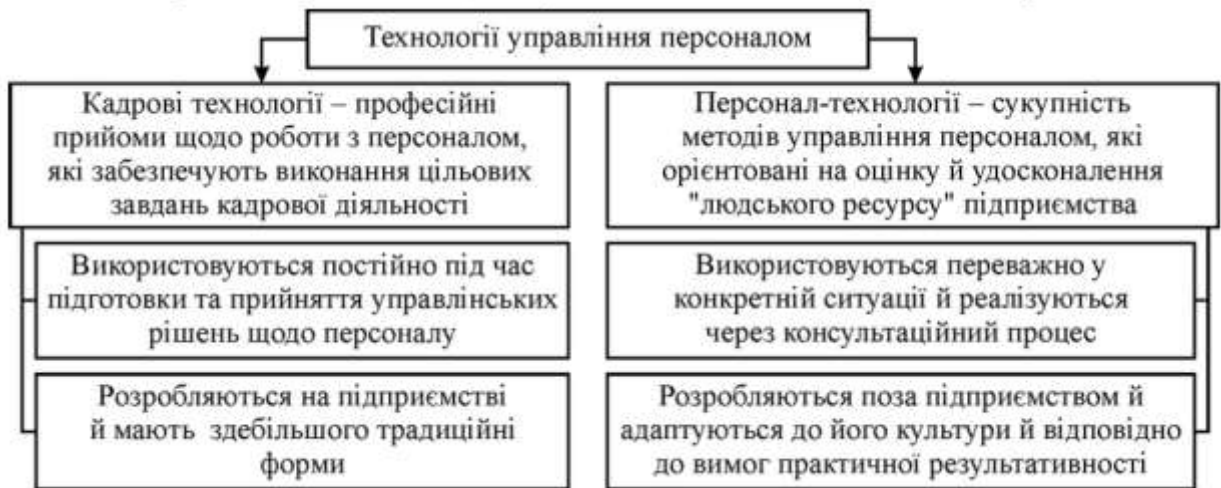 Технології управління персоналом
Кадрові технології – професійні
прийоми щодо роботи з персоналом,
які забезпечують виконання цільових
завдань кадрової діяльності
Використовуються постійно під час
підготовки та прийняття управлінських
рішень щодо персоналу
Розробляються на підприємстві
й мають здебільшого традиційні
форми
Персонал-технології – сукупність
методів управління персоналом, які
орієнтовані на оцінку й удосконалення
"людського ресурсу" підприємства
Використовуються переважно у
конкретній ситуації й реалізуються
через консультаційний процес
Розробляються поза підприємством й
адаптуються до його культури й відповідно
до вимог практичної результативності